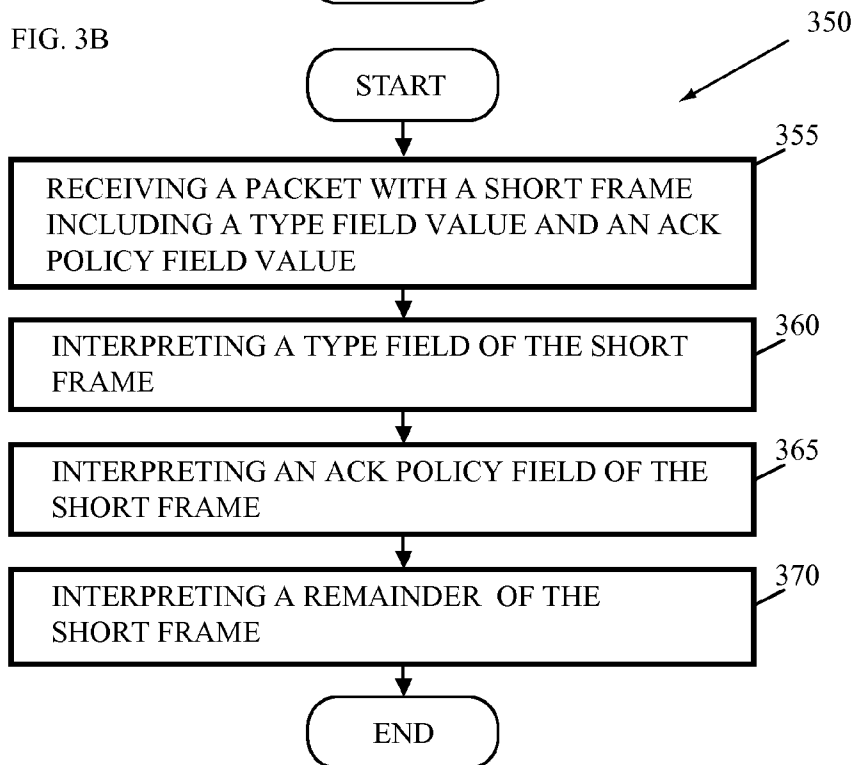 FIG. 3B
350
START
355
RECEIVING A PACKET WITH A SHORT FRAME
INCLUDING A TYPE FIELD VALUE AND AN ACK
POLICY FIELD VALUE
360
INTERPRETING A TYPE FIELD OF THE SHORT
FRAME
365
INTERPRETING AN ACK POLICY FIELD OF THE
SHORT FRAME
370
INTERPRETING A REMAINDER OF THE
SHORT FRAME
END